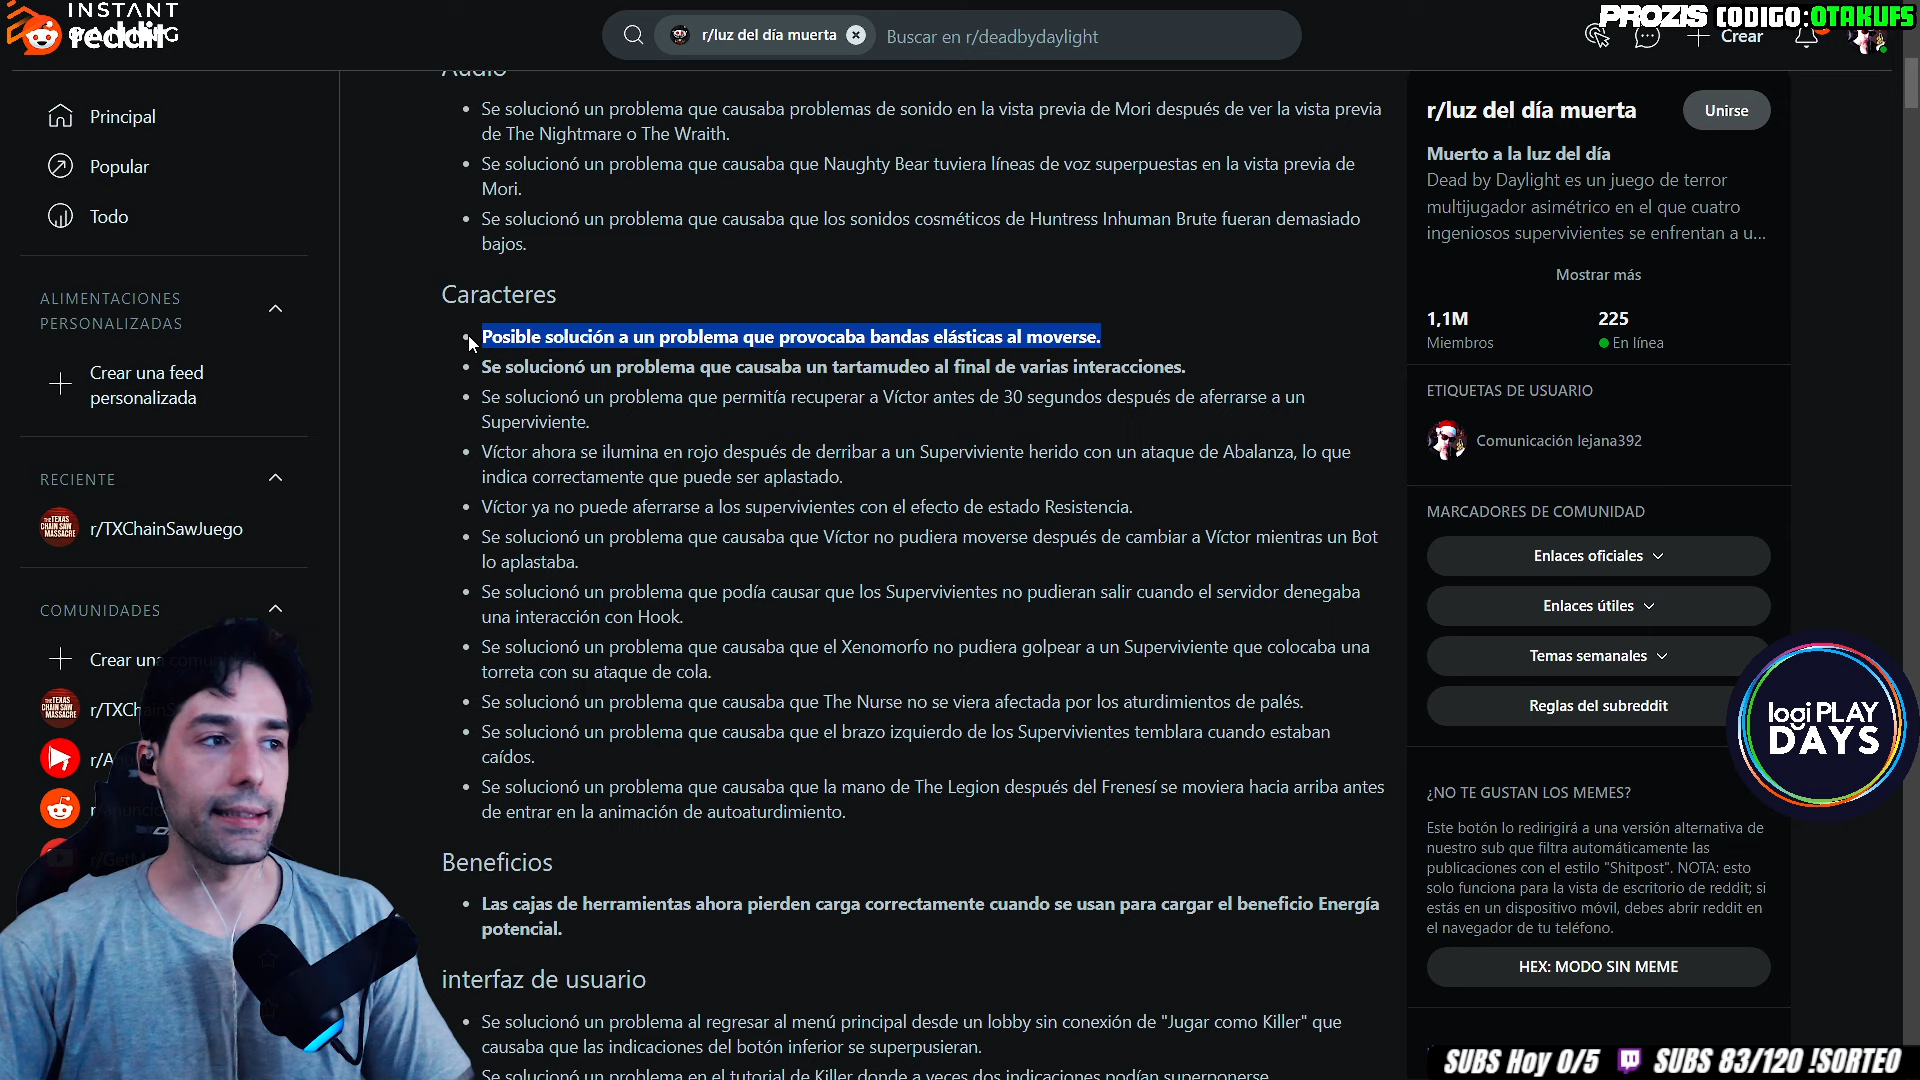 INSTANT
GAMING
reddit
r/luz del día muerta
Buscar en r/deadbydaylight
Crear
PROZIS CODIGO:OTAKUFS
Principal
Popular
Todo
ALIMENTACIONES
PERSONALIZADAS
Crear una feed
personalizada
RECIENTE
r/TXChainSawJuego
COMUNIDADES
Crear una
r/TXCh
r/A
Audio
Se solucionó un problema que causaba problemas de sonido en la vista previa de Mori después de ver la vista previa
de The Nightmare o The Wraith.
Se solucionó un problema que causaba que Naughty Bear tuviera líneas de voz superpuestas en la vista previa de
Mori.
Se solucionó un problema que causaba que los sonidos cosméticos de Huntress Inhuman Brute fueran demasiado
bajos.
Caracteres
Posible solución a un problema que provocaba bandas elásticas al moverse.
Se solucionó un problema que causaba un tartamudeo al final de varias interacciones.
Se solucionó un problema que permitía recuperar a Víctor antes de 30 segundos después de aferrarse a un
Superviviente.
Víctor ahora se ilumina en rojo después de derribar a un Superviviente herido con un ataque de Abalanza, lo que
indica correctamente que puede ser aplastado.
Víctor ya no puede aferrarse a los supervivientes con el efecto de estado Resistencia.
Se solucionó un problema que causaba que Víctor no pudiera moverse después de cambiar a Víctor mientras un Bot
lo aplastaba.
Se solucionó un problema que podía causar que los Supervivientes no pudieran salir cuando el servidor denegaba
una interacción con Hook.
Se solucionó un problema que causaba que el Xenomorfo no pudiera golpear a un Superviviente que colocaba una
torreta con su ataque de cola.
Se solucionó un problema que causaba que The Nurse no se viera afectada por los aturdimientos de palés.
Se solucionó un problema que causaba que el brazo izquierdo de los Supervivientes temblara cuando estaban
caídos.
Se solucionó un problema que causaba que la mano de The Legion después del Frenesí se moviera hacia arriba antes
de entrar en la animación de autoaturdimiento.
Beneficios
Las cajas de herramientas ahora pierden carga correctamente cuando se usan para cargar el beneficio Energía
potencial.
interfaz de usuario
Se solucionó un problema al regresar al menú principal desde un lobby sin conexión de "Jugar como Killer" que
causaba que las indicaciones del botón inferior se superpusieran.
Se solucionó un problema en el tutorial de Killer donde a veces dos indicaciones podían superponerse.
r/luz del día muerta
Unirse
Muerto a la luz del día
Dead by Daylight es un juego de terror
multijugador asimétrico en el que cuatro
ingeniosos supervivientes se enfrentan a u...
Mostrar más
1,1M
Miembros
225
En línea
ETIQUETAS DE USUARIO
Comunicación lejana392
MARCADORES DE COMUNIDAD
Enlaces oficiales
Enlaces útiles
Temas semanales
Reglas del subreddit
logi PLAY
DAYS
¿NO TE GUSTAN LOS MEMES?
Este botón lo redirigirá a una versión alternativa de
nuestro sub que filtra automáticamente las
publicaciones con el estilo "Shitpost". NOTA: esto
solo funciona para la vista de escritorio de reddit; si
estás en un dispositivo móvil, debes abrir reddit en
el navegador de tu teléfono.
HEX: MODO SIN MEME
SUBS Hoy 0/5 SUBS 83/120 !SORTEO